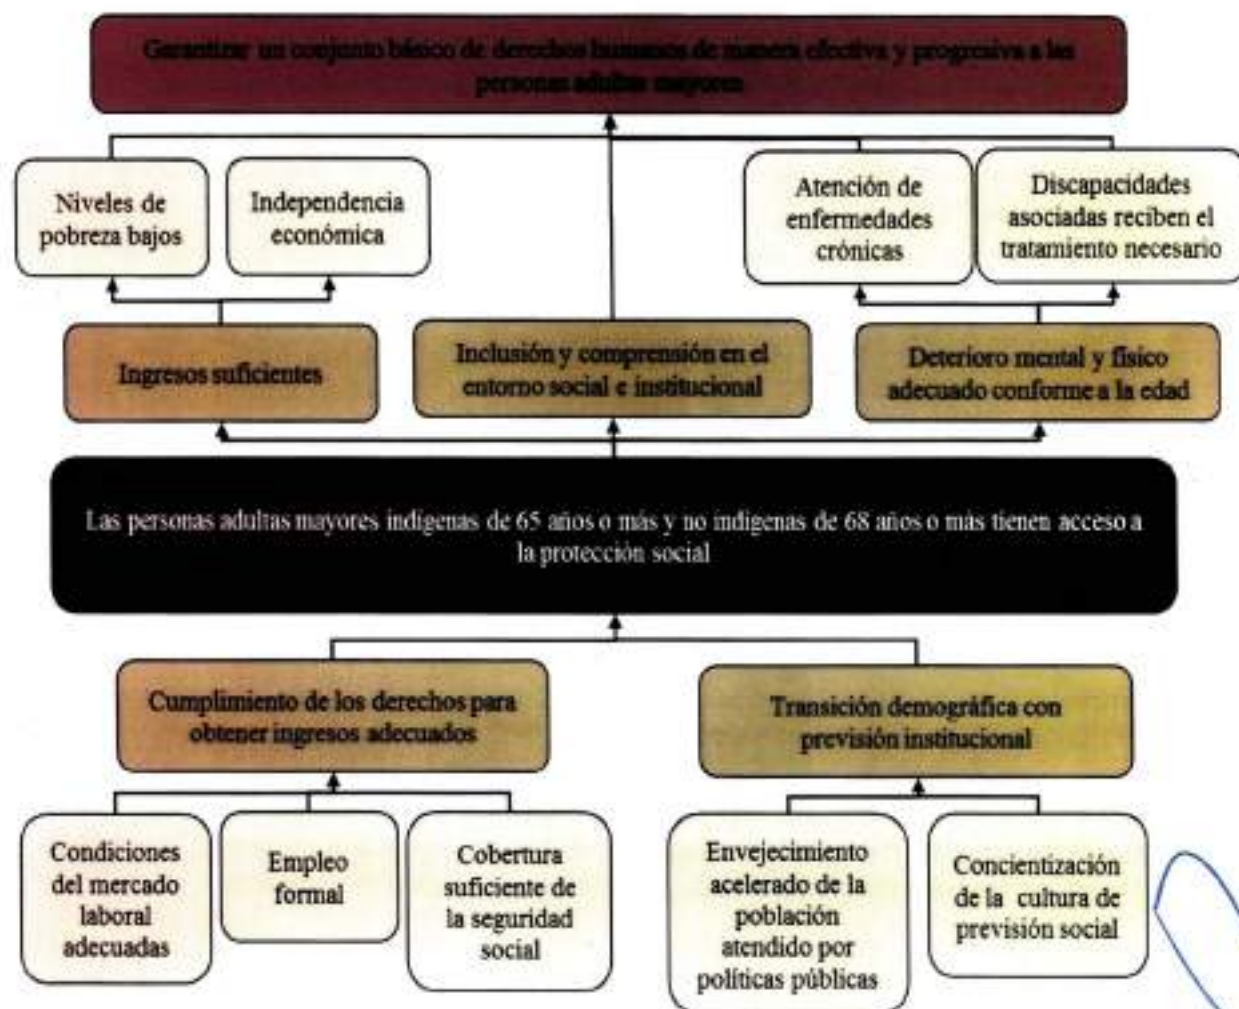 Garantizar un conjunto básico de derechos humanos de manera efectiva y progresiva a las
personas adultas mayores
Niveles de
pobreza bajos
Independencia
económica
Atención de
enfermedades
crónicas
Discapacidades
asociadas reciben el
tratamiento necesario
Ingresos suficientes
Inclusión y comprensión en el
entorno social e institucional
Deterioro mental y físico
adecuado conforme a la edad
Las personas adultas mayores indígenas de 65 años o más y no indígenas de 68 años o más tienen acceso a
la protección social
Cumplimiento de los derechos para
obtener ingresos adecuados
Transición demográfica con
previsión institucional
Condiciones
del mercado
laboral
adecuadas
Empleo
formal
Cobertura
suficiente de
la seguridad
social
Envejecimiento
acelerado de la
población
atendido por
políticas públicas
Concientización
de la cultura de
previsión social